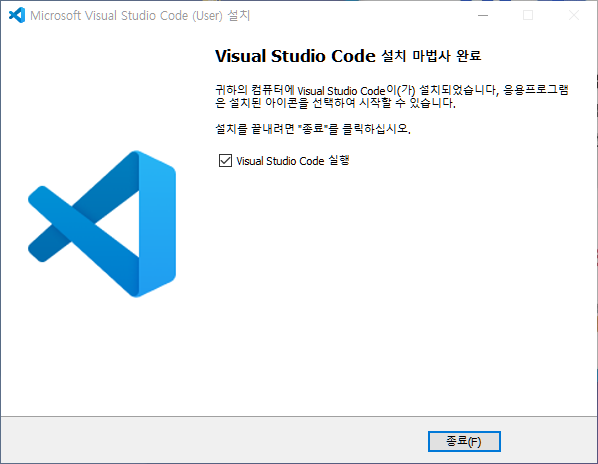 Microsoft Visual Studio Code (User) 설치
Visual Studio Code 설치 마법사 완료
귀하의 컴퓨터에 Visual Studio Code이(가) 설치되었습니다, 응용프로그램
은 설치된 아이콘을 선택하여 시작할 수 있습니다.
설치를 끝내려면 "종료"를 클릭하십시오.
Visual Studio Code 실행
종료(F)